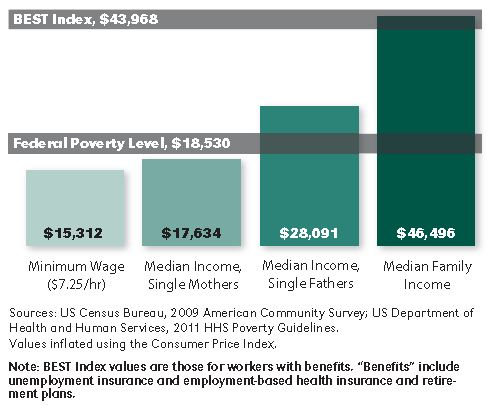 BEST Index, $43,968
Federal Poverty Level, $18,530
$15,312
$17,634
$28,091
$46,496
Minimum Wage
($7.25/hr)
Median Income,
Single Mothers
Median Income,
Single Fathers
Median Family
Income
Sources: US Census Bureau, 2009 American Community Survey; US Department of
Health and Human Services, 2011 HHS Poverty Guidelines.
Values inflated using the Consumer Price Index.
Note: BEST Index values are those for workers with benefits. “Benefits” include
unemployment insurance and employment-based health insurance and retire-
ment plans.